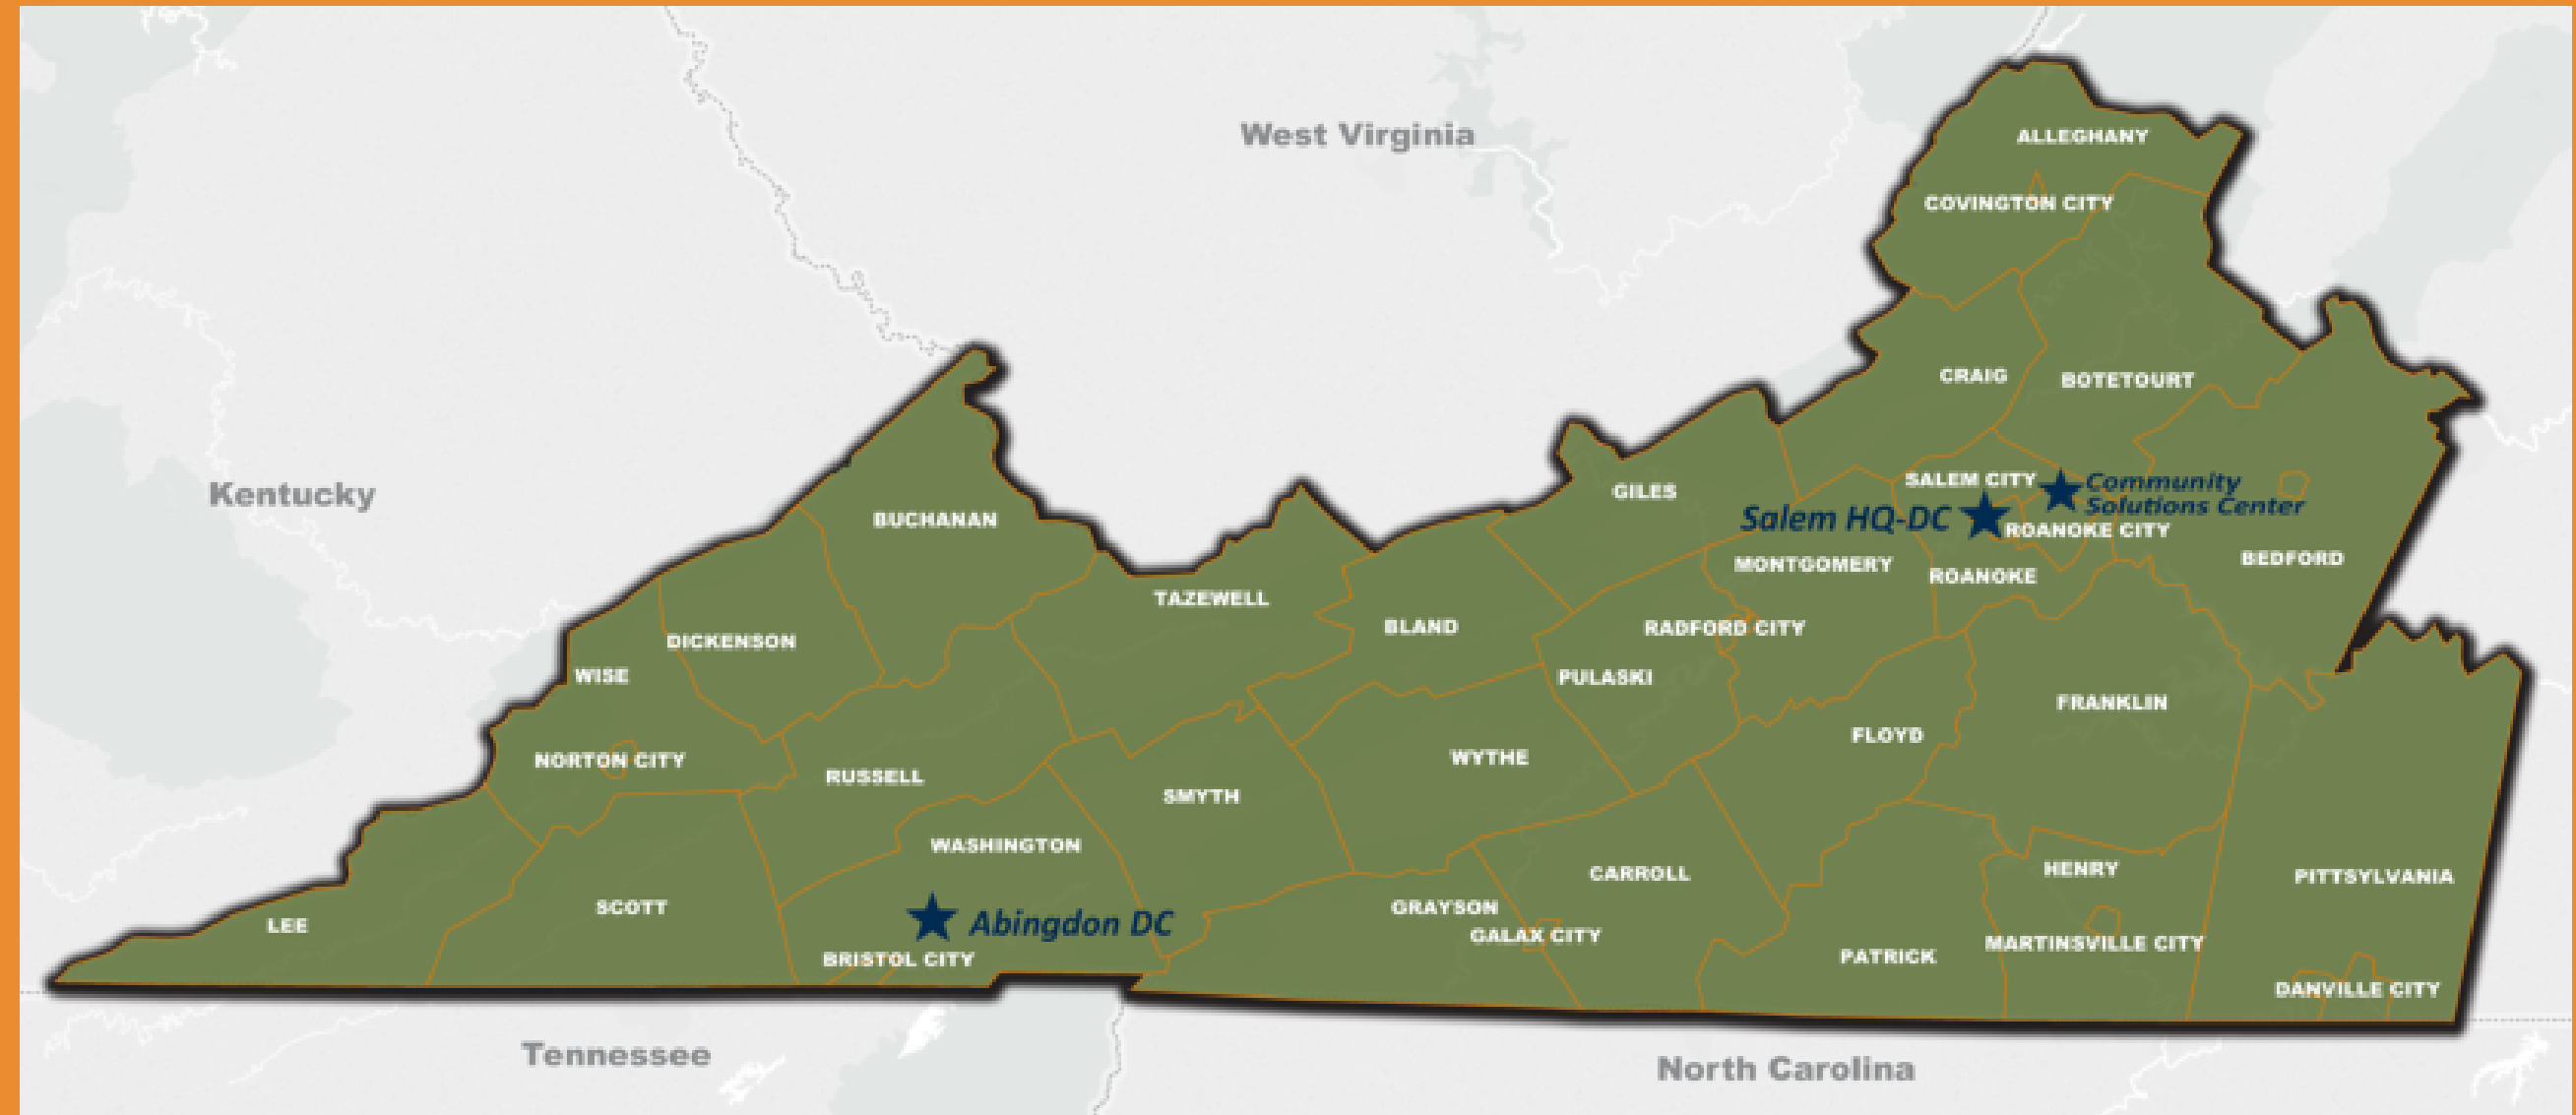 ALLEGHANY
West Virginia
COVINGTON CITY
CRAIG
BOTETOURT
SALEM CITY
Community
Solutions Center
GILES
Kentucky
Salem HQ-DC
BUCHANAN
ROANOKE CITY
BEDFORD
MONTGOMERY
ROANOKE
TAZEWELL
BLAND
RADFORD CITY
DICKENSON
WISE
PULASKI
FRANKLIN
FLOYD
WYTHE
NORTON CITY
RUSSELL
SMYTH
WASHINGTON
HENRY
CARROLL
PITTSYLVANIA
SCOTT
GRAYSON
LEE
Abingdon DC
GALAX CITY
MARTINSVILLE CITY
PATRICK
BRISTOL CITY
DANVILLE CITY
Tennessee
North Carolina